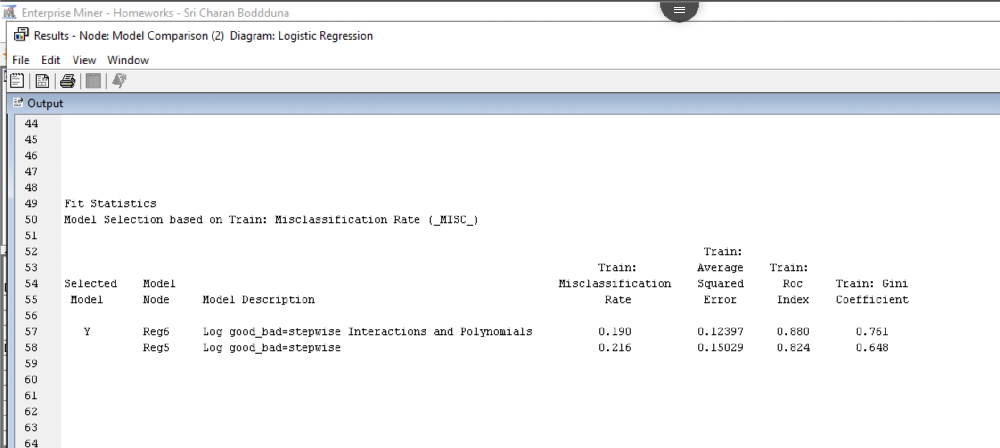 Enterprise Miner - Homeworks - Sri Charan Boddduna
Results - Node: Model Comparison (2) Diagram: Logistic Regression
File Edit View Window
Output
44
45
46
47
48
49 Fit Statistics
50 Model Selection based on Train: Misclassification Rate (_MISC_)
51
52 Train:
53 Train: Average Train:
54 Selected Model Misclassification Squared Roc Train: Gini
55 Model Node Model Description Rate Error Index Coefficient
56
57 Y Reg6 Log good_bad=stepwise Interactions and Polynomials 0.190 0.12397 0.880 0.761
58 Reg5 Log good_bad=stepwise 0.216 0.15029 0.824 0.648
59
60
61
62
63
64